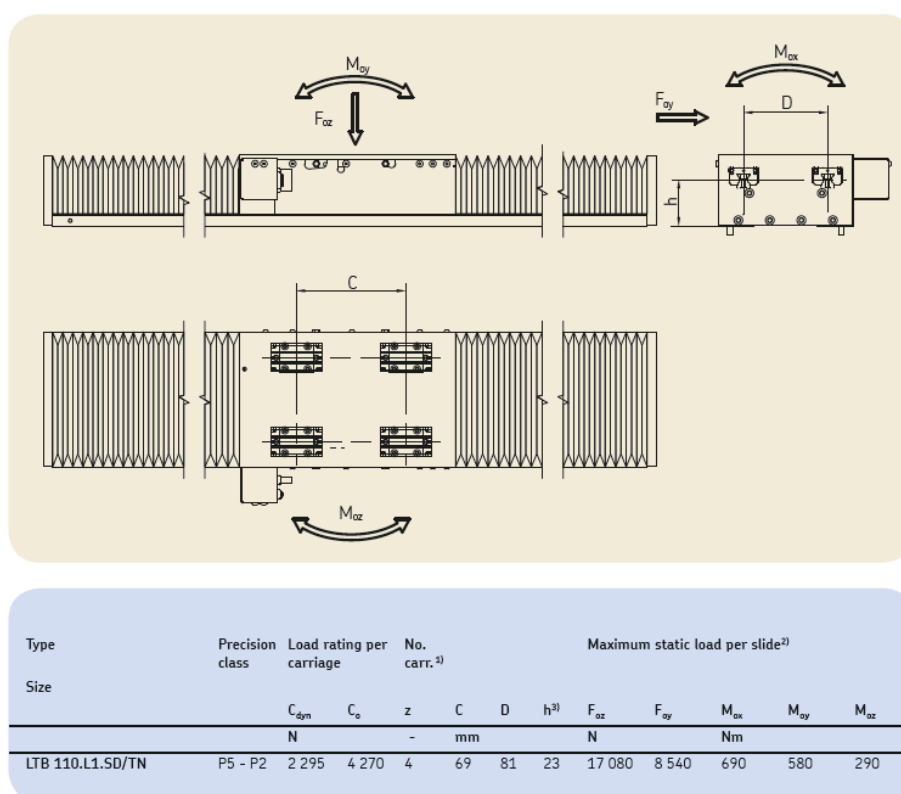 Moy
Foz
Mox
Foy
D
h
C
Moz
Type Precision Load rating per No. Maximum static load per slide²⁾
class carriage carr.¹⁾
Size
Cdyn Co z C D h³⁾ Foz Foy Mox Moy Moz
N - mm N Nm
LTB 110.L1.SD/TN P5 - P2 2 295 4 270 4 69 81 23 17 080 8 540 690 580 290